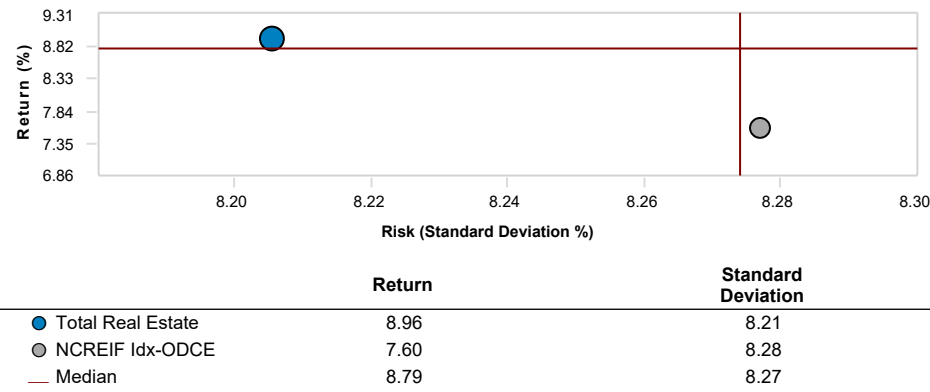 9.31
8.82
8.33
7.84
7.35
6.86
Return (%)
8.20 8.22 8.24 8.26 8.28 8.30
Risk (Standard Deviation %)
Return Standard Deviation
Total Real Estate 8.96 8.21
NCREIF Idx-ODCE 7.60 8.28
Median 8.79 8.27